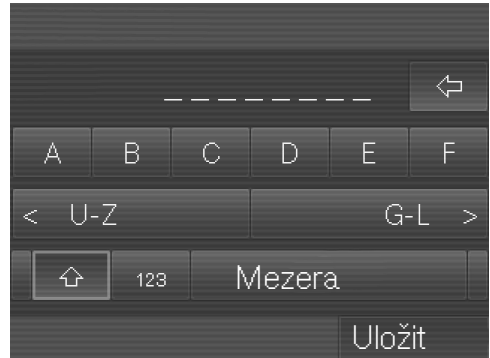 _ _ _ _ _ _ _ _
A B C D E F
< U-Z G-L >
123 Mezera
Uložit